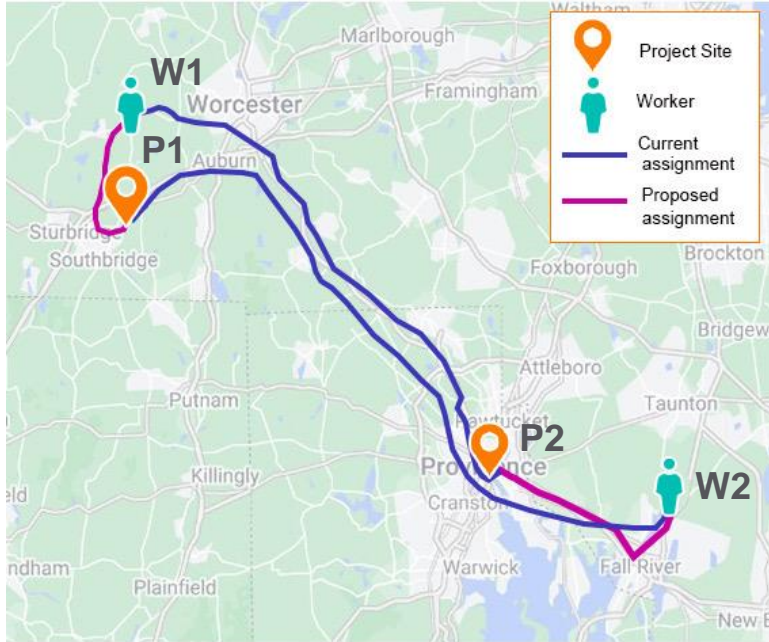 Waltham
Marlborough
Framingham
W1
Worcester
P1
Auburn
Sturbridge
Southbridge
Project Site
Worker
Current
assignment
Proposed
assignment
Foxborough
Brockton
Bridgew
Attleboro
Putnam
Taunton
Pawtucket
P2
Killingly
Providence
W2
Cranston
ndham
Warwick
Fall River
Plainfield
New B